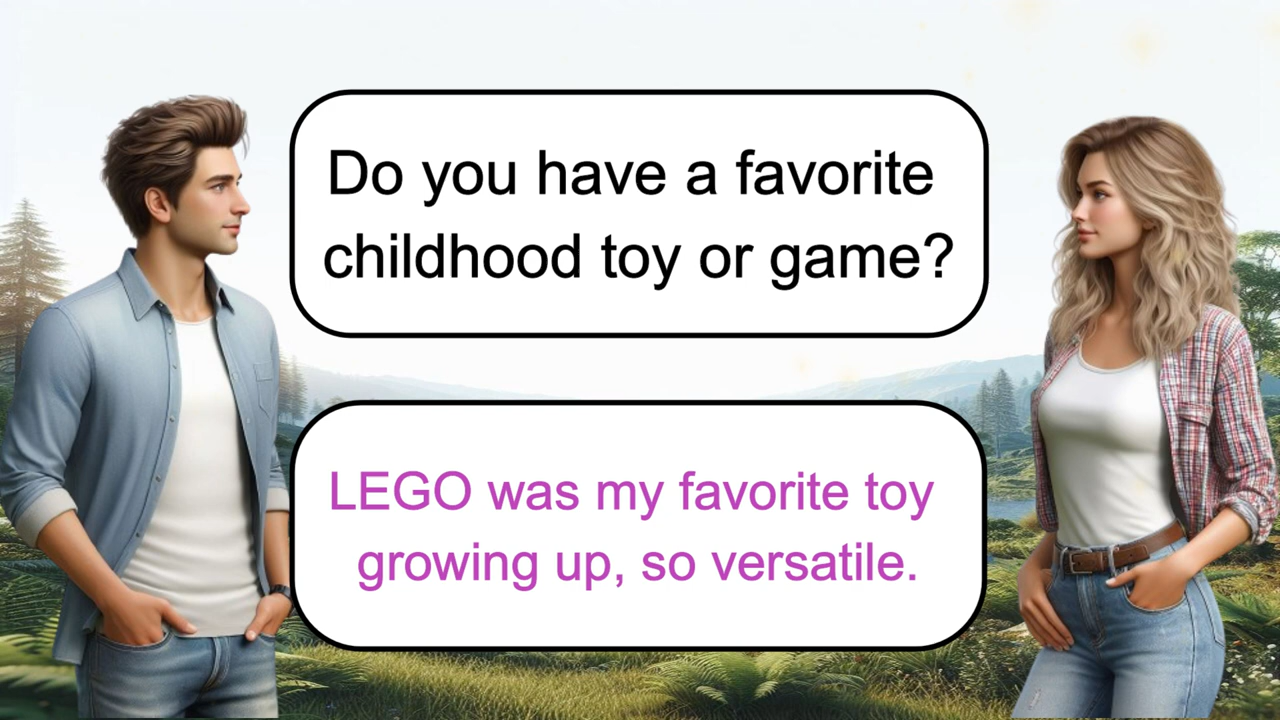 Do you have a favorite
childhood toy or game?
LEGO was my favorite toy
growing up, so versatile.